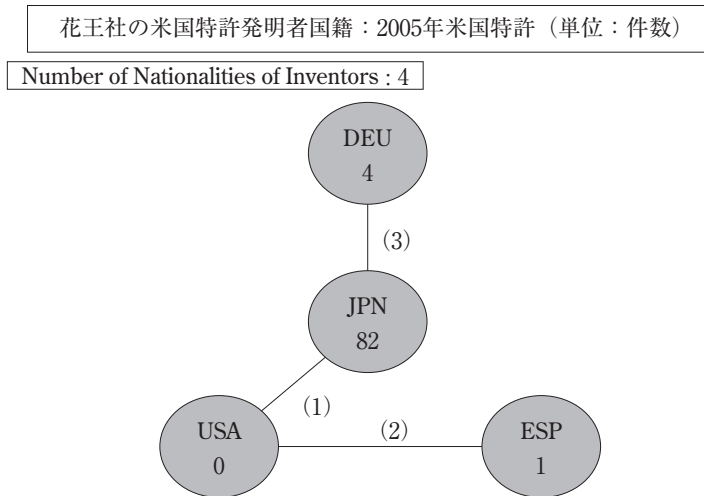 花王社の米国特許発明者国籍：2005年米国特許（単位：件数）
Number of Nationalities of Inventors : 4
DEU
4
(3)
JPN
82
(1)
USA
0
(2)
ESP
1